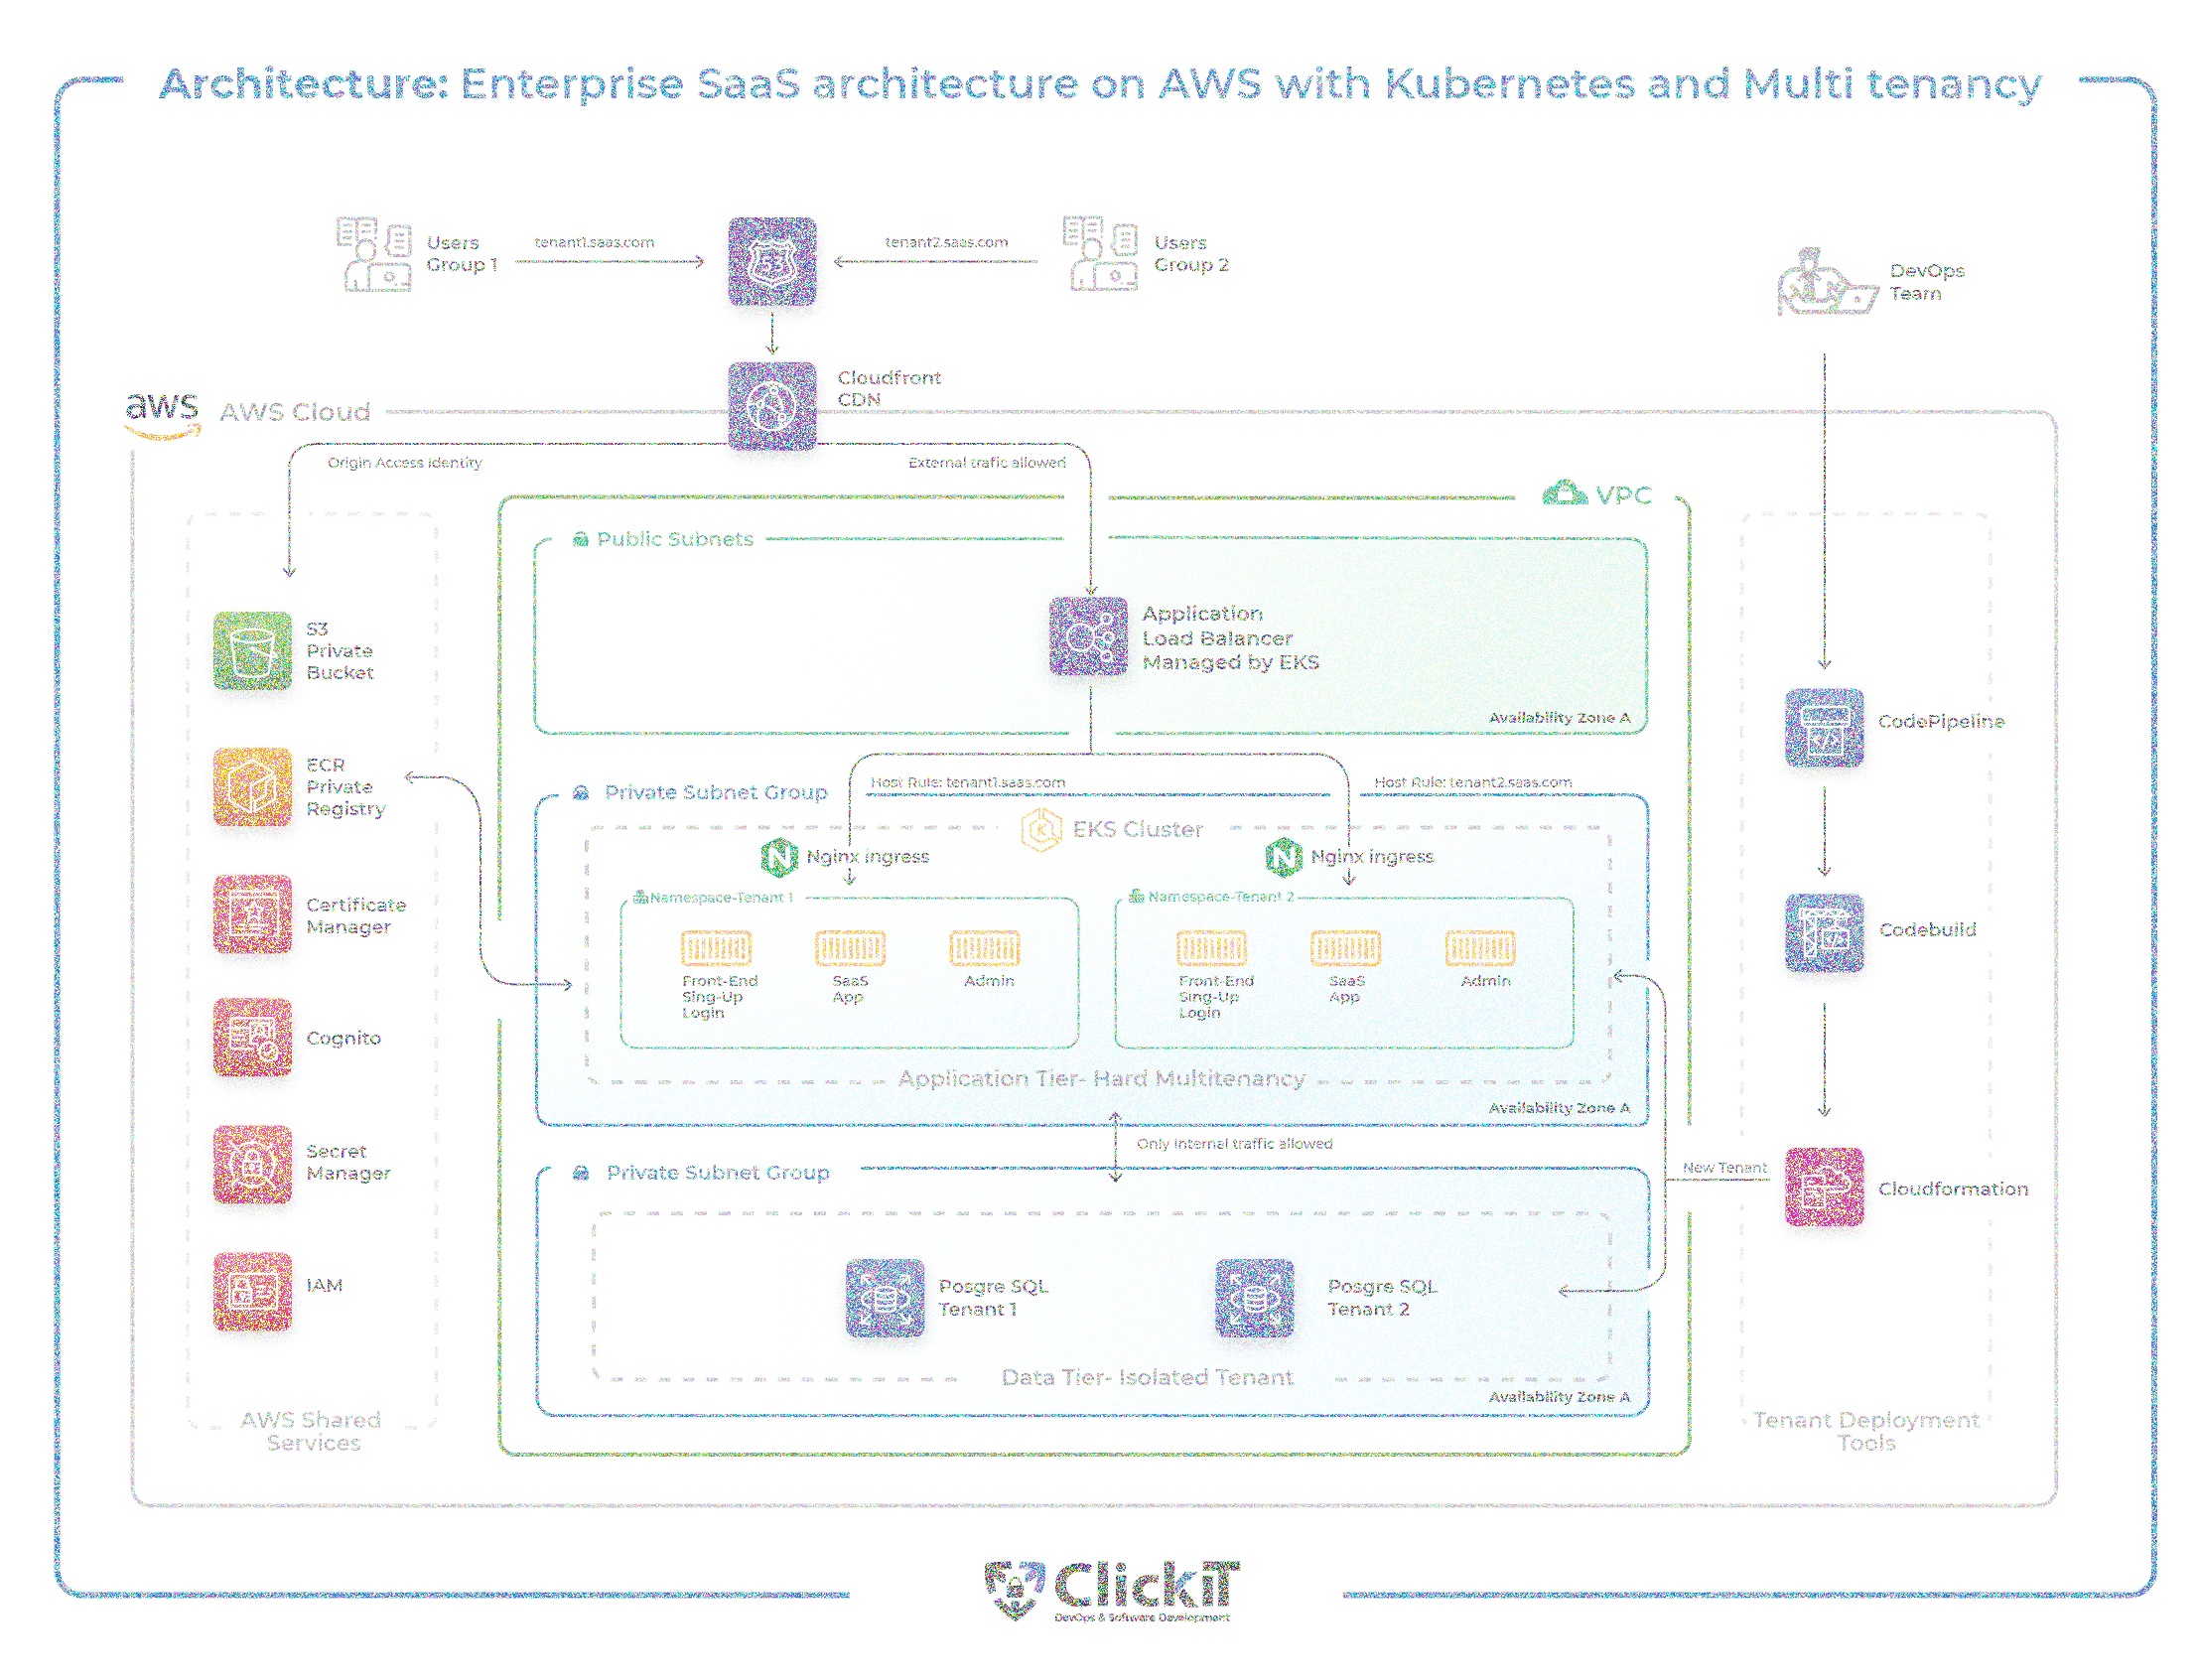 Architecture: Enterprise SaaS architecture on AWS with Kubernetes and Multi tenancy
Users
Group 1
tenant1.saas.com
tenant2.saas.com
Users
Group 2
DevOps
Team
Cloudfront
CDN
aws
AWS Cloud
Origin Access Identity
External trafic allowed
VPC
Public Subnets
Application
Load Balancer
Managed by EKS
Availability Zone A
S3
Private
Bucket
ECR
Private
Registry
Certificate
Manager
Cognito
Secret
Manager
IAM
AWS Shared
Services
Host Rule: tenant1.saas.com
Host Rule: tenant2.saas.com
Private Subnet Group
EKS Cluster
Nginx ingress
Nginx ingress
Namespace-Tenant 1
Namespace-Tenant 2
Front-End
Sing-Up
Login
SaaS
App
Admin
Front-End
Sing-Up
Login
SaaS
App
Admin
Application Tier- Hard Multitenancy
Availability Zone A
Only internal traffic allowed
Private Subnet Group
Posgre SQL
Tenant 1
Posgre SQL
Tenant 2
Data Tier- Isolated Tenant
Availability Zone A
CodePipeline
Codebuild
New Tenant
Cloudformation
Tenant Deployment
Tools
ClickIT
DevOps & Software Development